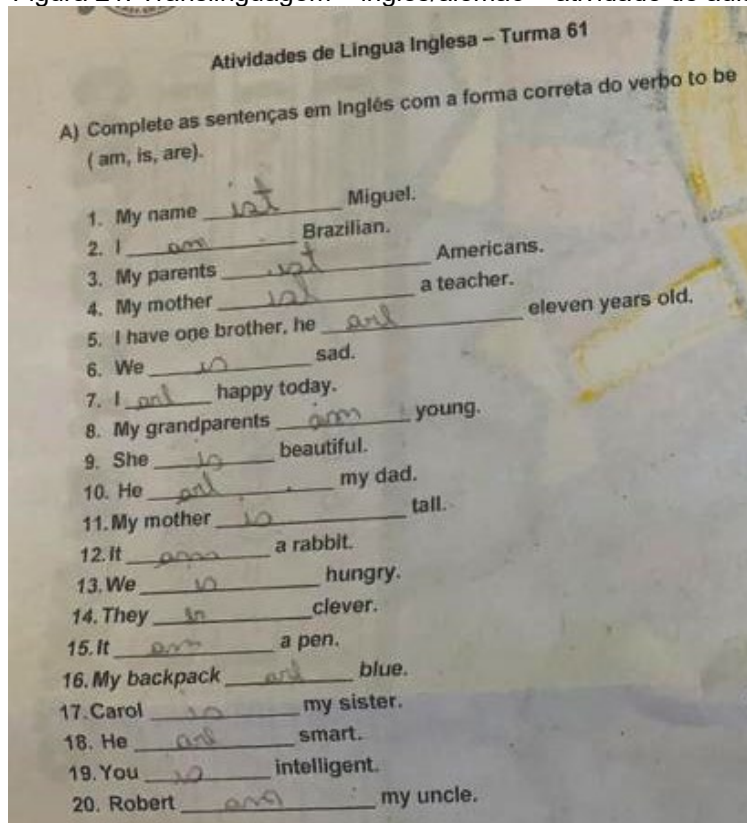 Atividades de Língua Inglesa – Turma 61
A) Complete as sentenças em Inglês com a forma correta do verbo to be
( am, is, are).
1. My name ist Miguel.
2. I am Brazilian.
3. My parents ist Americans.
4. My mother ist a teacher.
5. I have one brother, he are eleven years old.
6. We is sad.
7. I are happy today.
8. My grandparents am young.
9. She is beautiful.
10. He are my dad.
11. My mother is tall.
12. It am a rabbit.
13. We is hungry.
14. They is clever.
15. It am a pen.
16. My backpack are blue.
17. Carol is my sister.
18. He are smart.
19. You is intelligent.
20. Robert am my uncle.